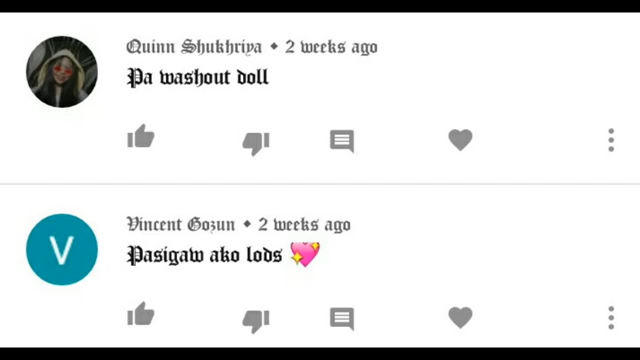 Quinn Shukhriya • 2 weeks ago
Pa washout doll
V
Vincent Gozun • 2 weeks ago
Pasigaw ako lods 💖